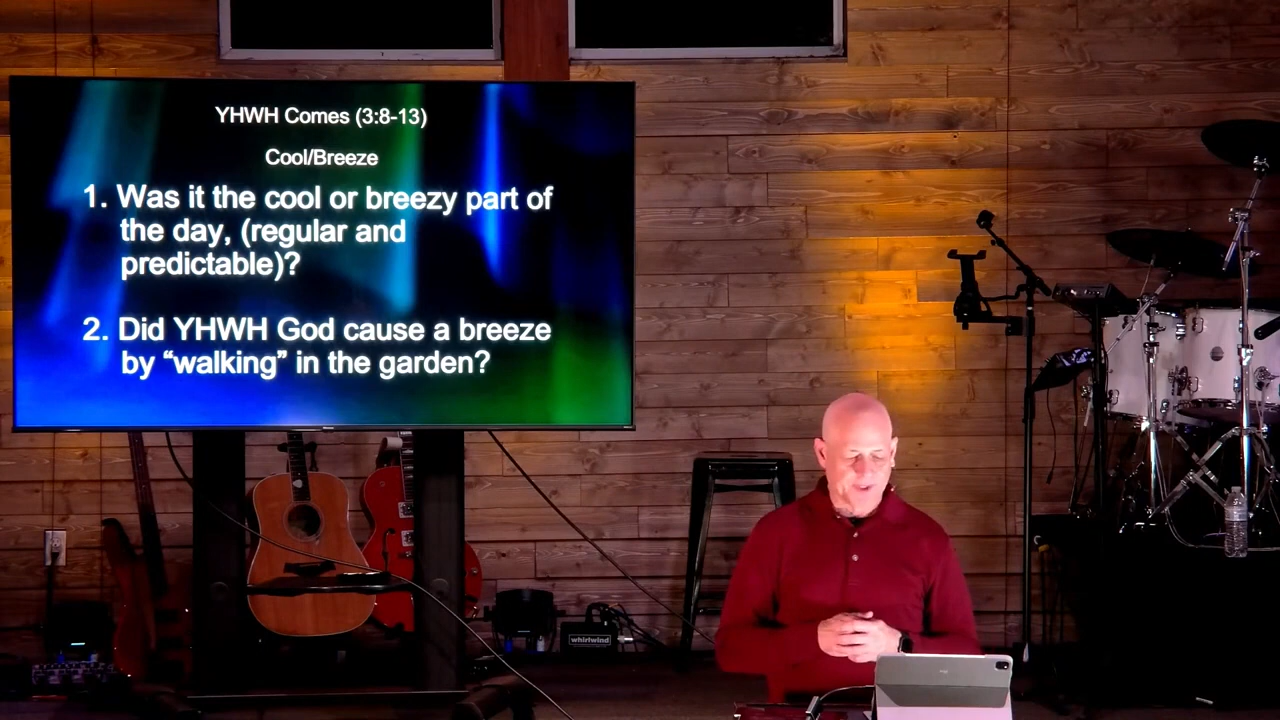 YHWH Comes (3:8-13)
Cool/Breeze
1. Was it the cool or breezy part of
the day, (regular and
predictable)?
2. Did YHWH God cause a breeze
by “walking” in the garden?
whirlwind